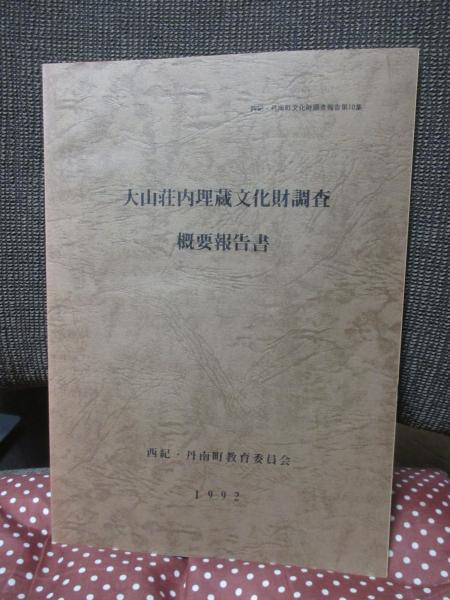 西紀・丹南町文化財調査報告第10集
大山荘内埋蔵文化財調査
概要報告書
西紀・丹南町教育委員会
1992